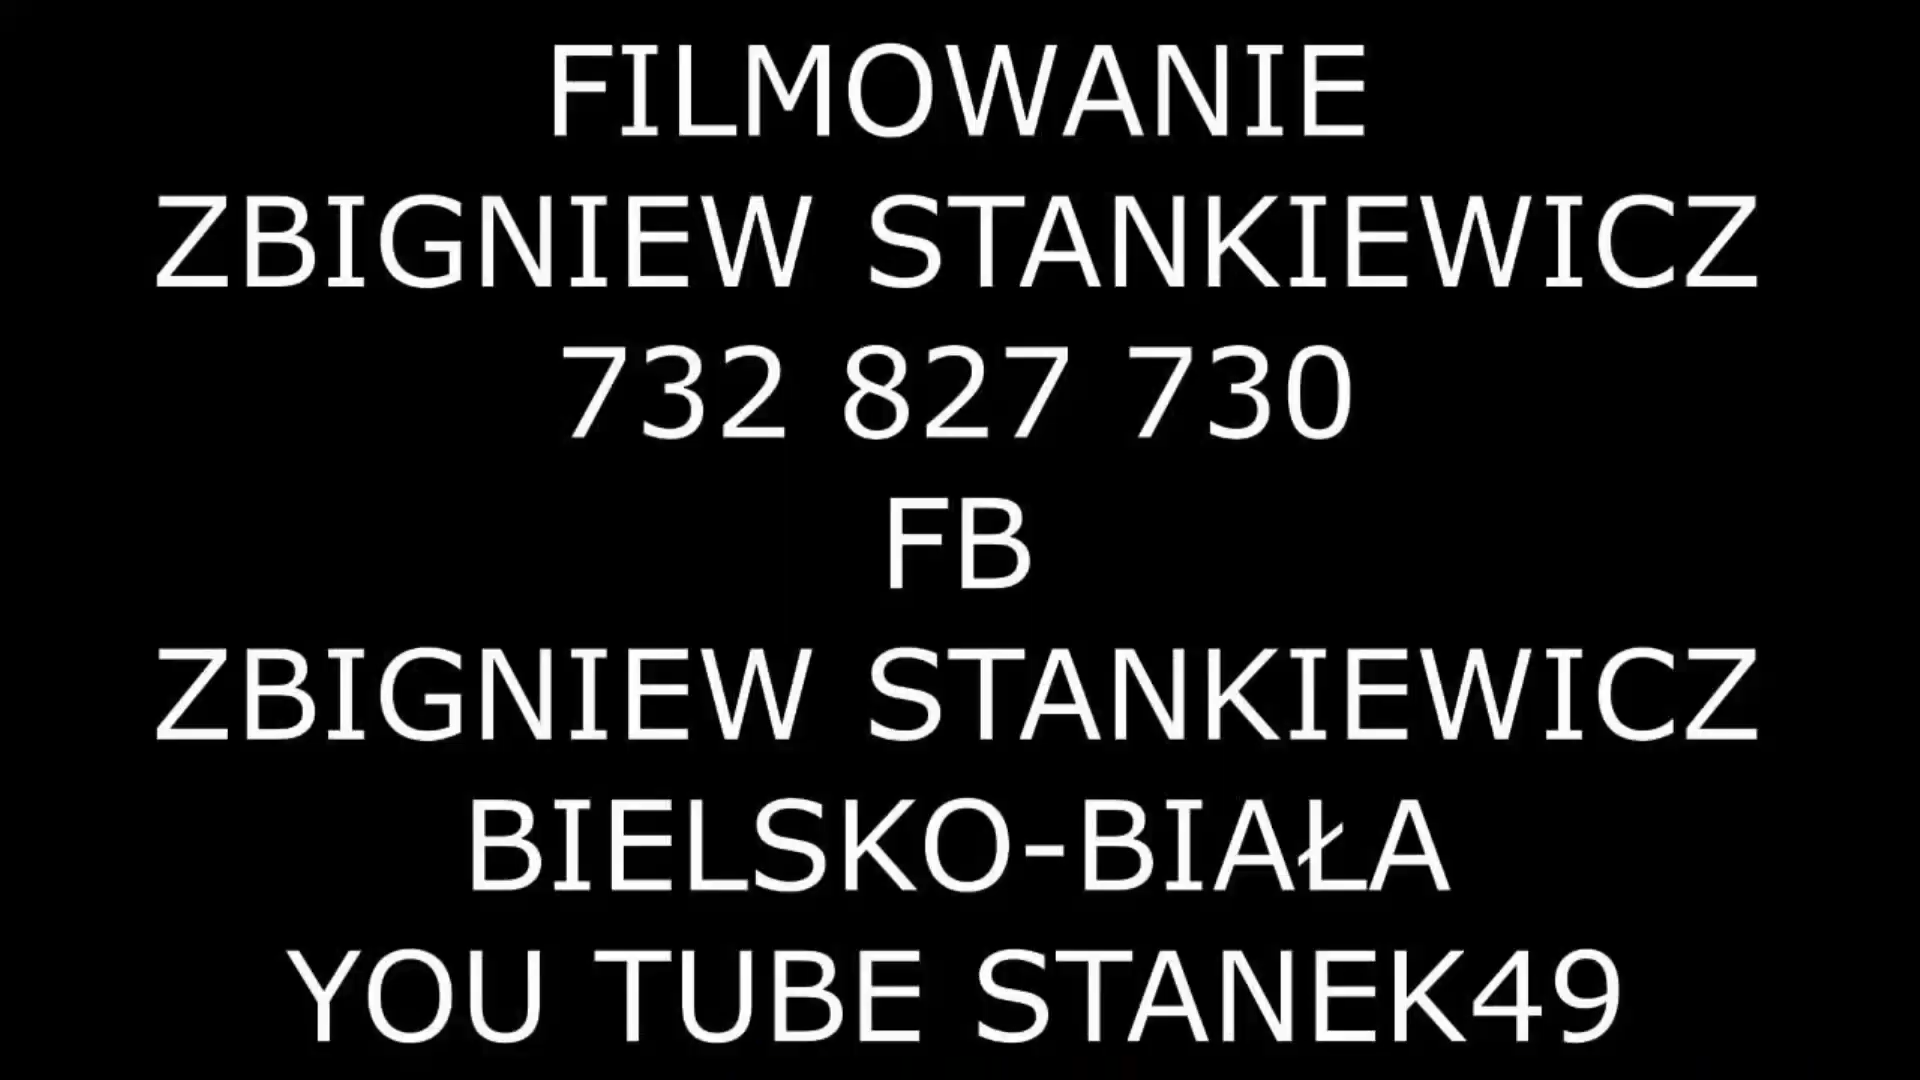 FILMOWANIE
ZBIGNIEW STANKIEWICZ
732 827 730
FB
ZBIGNIEW STANKIEWICZ
BIELSKO-BIAŁA
YOU TUBE STANEK49